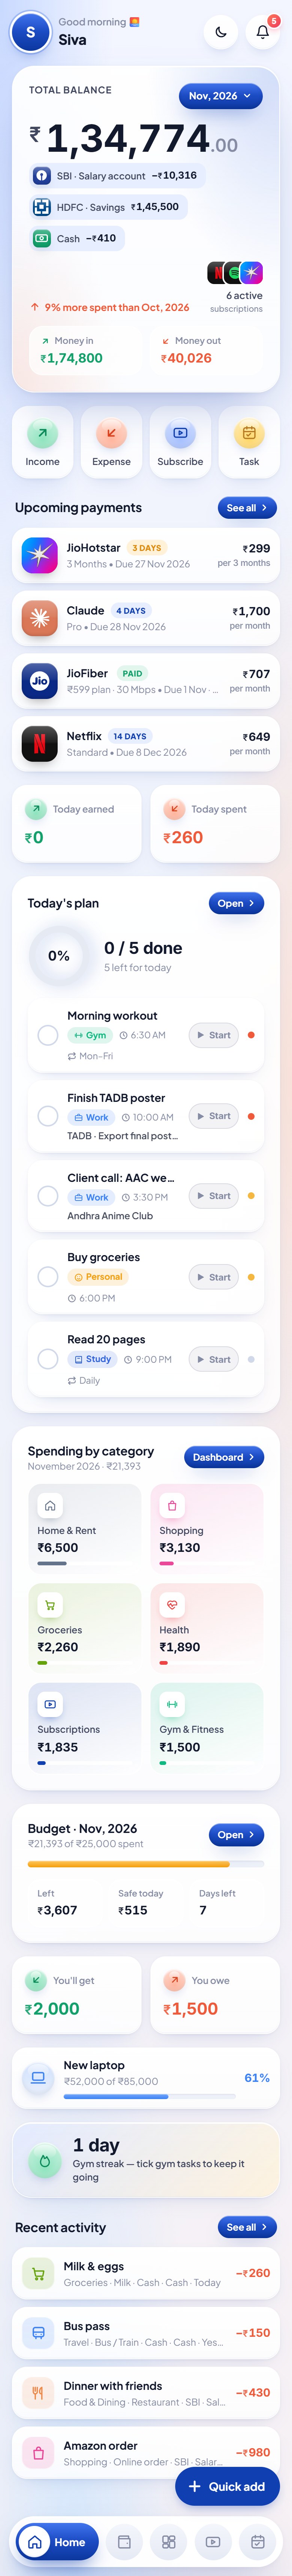 S
Good morning 🌅
Siva
5
TOTAL BALANCE
Nov, 2026
₹1,34,774.00
SBI · Salary account −₹10,316
HDFC · Savings ₹1,45,500
Cash −₹410
6 active
↑ 9% more spent than Oct, 2026
subscriptions
Money in
₹1,74,800
Money out
₹40,026
Income
Expense
Subscribe
Task
Upcoming payments
See all
JioHotstar 3 DAYS
3 Months • Due 27 Nov 2026
₹299
per 3 months
Claude 4 DAYS
Pro • Due 28 Nov 2026
₹1,700
per month
Jio
JioFiber PAID
₹599 plan · 30 Mbps • Due 1 Nov · ...
₹707
per month
N
Netflix 14 DAYS
Standard • Due 8 Dec 2026
₹649
per month
Today earned
₹0
Today spent
₹260
Today's plan
Open
0%
0 / 5 done
5 left for today
Morning workout
Gym 6:30 AM
Mon–Fri
Start
Finish TADB poster
Work 10:00 AM
TADB · Export final post...
Start
Client call: AAC we...
Work 3:30 PM
Andhra Anime Club
Start
Buy groceries
Personal
6:00 PM
Start
Read 20 pages
Study 9:00 PM
Daily
Start
Spending by category
November 2026 · ₹21,393
Dashboard
Home & Rent
₹6,500
Shopping
₹3,130
Groceries
₹2,260
Health
₹1,890
Subscriptions
₹1,835
Gym & Fitness
₹1,500
Budget · Nov, 2026
₹21,393 of ₹25,000 spent
Open
Left
₹3,607
Safe today
₹515
Days left
7
You'll get
₹2,000
You owe
₹1,500
New laptop
₹52,000 of ₹85,000
61%
1 day
Gym streak — tick gym tasks to keep it
going
Recent activity
See all
Milk & eggs
Groceries · Milk · Cash · Cash · Today
−₹260
Bus pass
Travel · Bus / Train · Cash · Cash · Yes...
−₹150
Dinner with friends
Food & Dining · Restaurant · SBI · Sal...
−₹430
Amazon order
Shopping · Online order · SBI · Salar...
−₹980
Quick add
Home